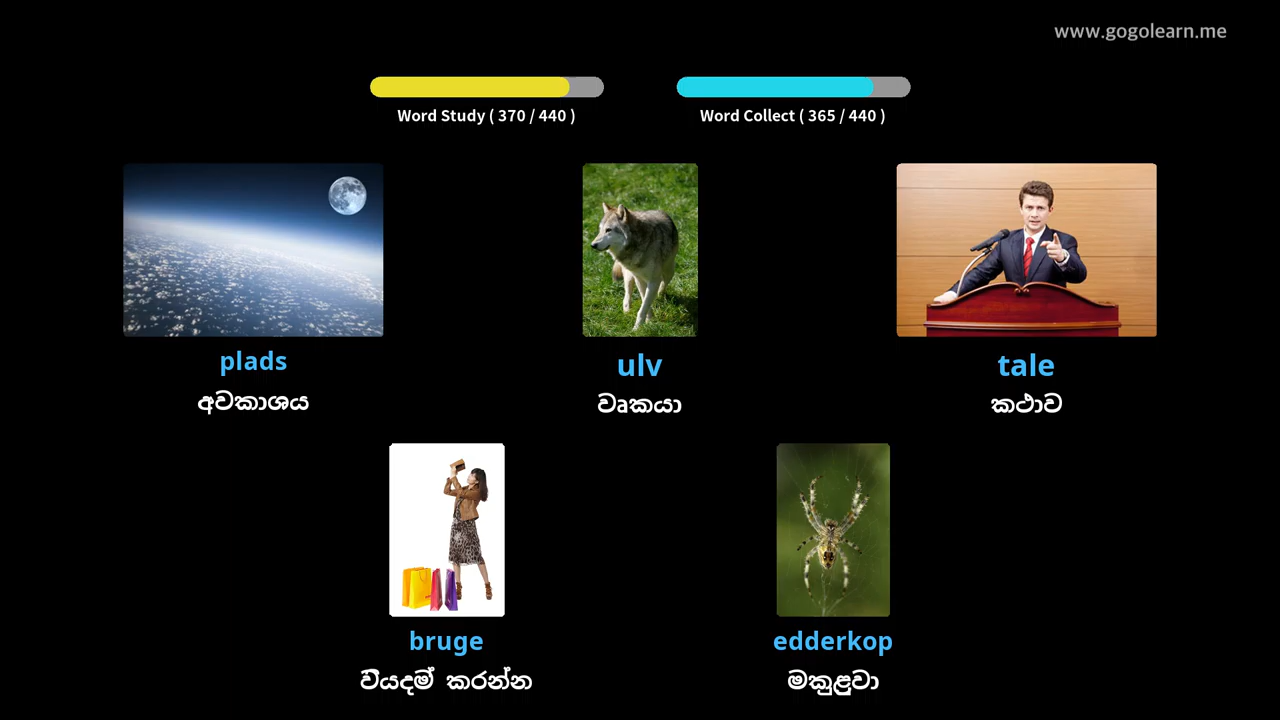 www.gogolearn.me
Word Study ( 370 / 440 )
Word Collect ( 365 / 440 )
plads
ulv
tale
අවකාශය
වෘකයා
කථාව
bruge
edderkop
වියදම් කරන්න
මකුළුවා